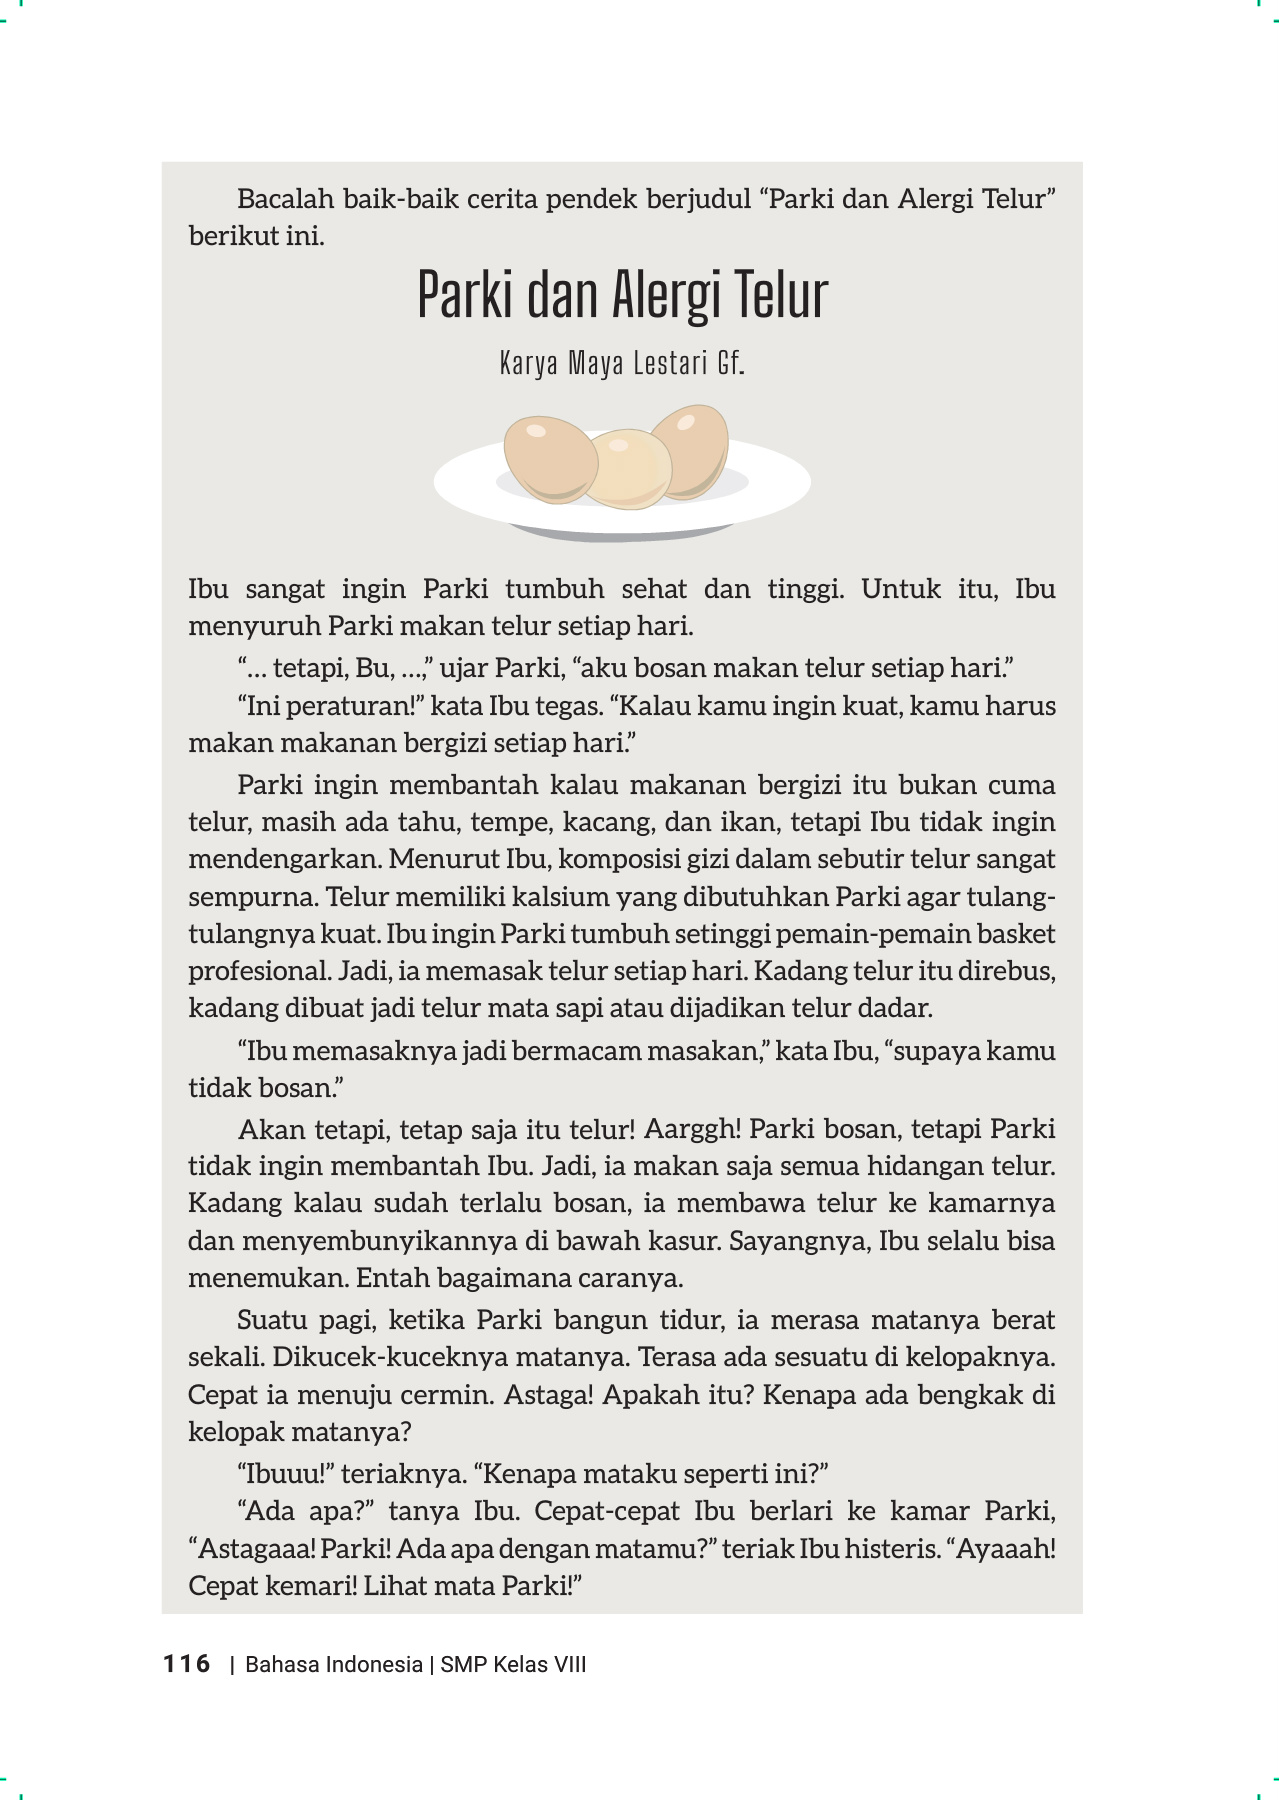 Bacalah baik-baik cerita pendek berjudul “Parki dan Alergi Telur”
berikut ini.
Parki dan Alergi Telur
Karya Maya Lestari Gf.
Ibu sangat ingin Parki tumbuh sehat dan tinggi. Untuk itu, Ibu
menyuruh Parki makan telur setiap hari.
“… tetapi, Bu, …,” ujar Parki, “aku bosan makan telur setiap hari.”
“Ini peraturan!” kata Ibu tegas. “Kalau kamu ingin kuat, kamu harus
makan makanan bergizi setiap hari.”
Parki ingin membantah kalau makanan bergizi itu bukan cuma
telur, masih ada tahu, tempe, kacang, dan ikan, tetapi Ibu tidak ingin
mendengarkan. Menurut Ibu, komposisi gizi dalam sebutir telur sangat
sempurna. Telur memiliki kalsium yang dibutuhkan Parki agar tulang-
tulangnya kuat. Ibu ingin Parki tumbuh setinggi pemain-pemain basket
profesional. Jadi, ia memasak telur setiap hari. Kadang telur itu direbus,
kadang dibuat jadi telur mata sapi atau dijadikan telur dadar.
“Ibu memasaknya jadi bermacam masakan,” kata Ibu, “supaya kamu
tidak bosan.”
Akan tetapi, tetap saja itu telur! Aarggh! Parki bosan, tetapi Parki
tidak ingin membantah Ibu. Jadi, ia makan saja semua hidangan telur.
Kadang kalau sudah terlalu bosan, ia membawa telur ke kamarnya
dan menyembunyikannya di bawah kasur. Sayangnya, Ibu selalu bisa
menemukan. Entah bagaimana caranya.
Suatu pagi, ketika Parki bangun tidur, ia merasa matanya berat
sekali. Dikucek-kuceknya matanya. Terasa ada sesuatu di kelopaknya.
Cepat ia menuju cermin. Astaga! Apakah itu? Kenapa ada bengkak di
kelopak matanya?
“Ibuuu!” teriaknya. “Kenapa mataku seperti ini?”
“Ada apa?” tanya Ibu. Cepat-cepat Ibu berlari ke kamar Parki,
“Astagaaa! Parki! Ada apa dengan matamu?” teriak Ibu histeris. “Ayaaah!
Cepat kemari! Lihat mata Parki!”
116 | Bahasa Indonesia | SMP Kelas VIII